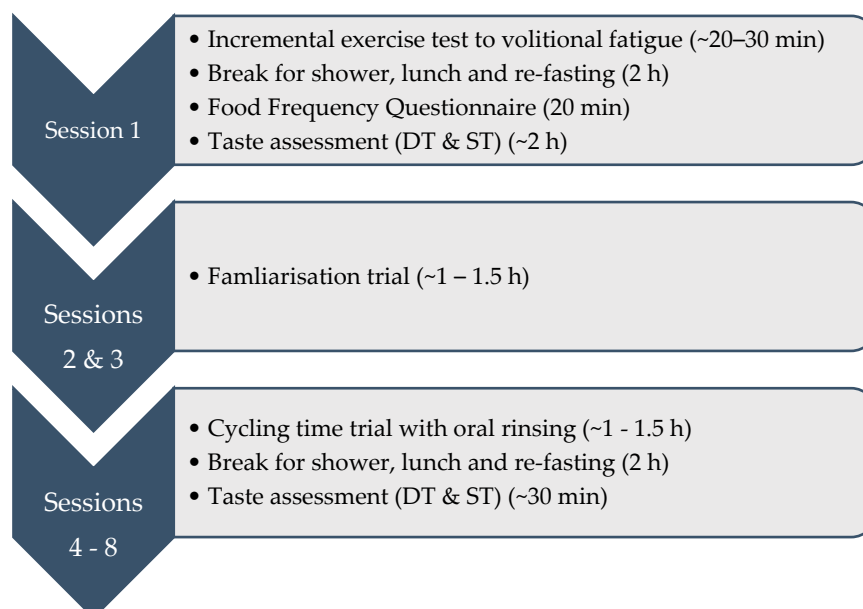 Session 1
• Incremental exercise test to volitional fatigue (~20–30 min)
• Break for shower, lunch and re-fasting (2 h)
• Food Frequency Questionnaire (20 min)
• Taste assessment (DT & ST) (~2 h)
Sessions
2 & 3
• Famliarisation trial (~1 – 1.5 h)
Sessions
4 - 8
• Cycling time trial with oral rinsing (~1 - 1.5 h)
• Break for shower, lunch and re-fasting (2 h)
• Taste assessment (DT & ST) (~30 min)